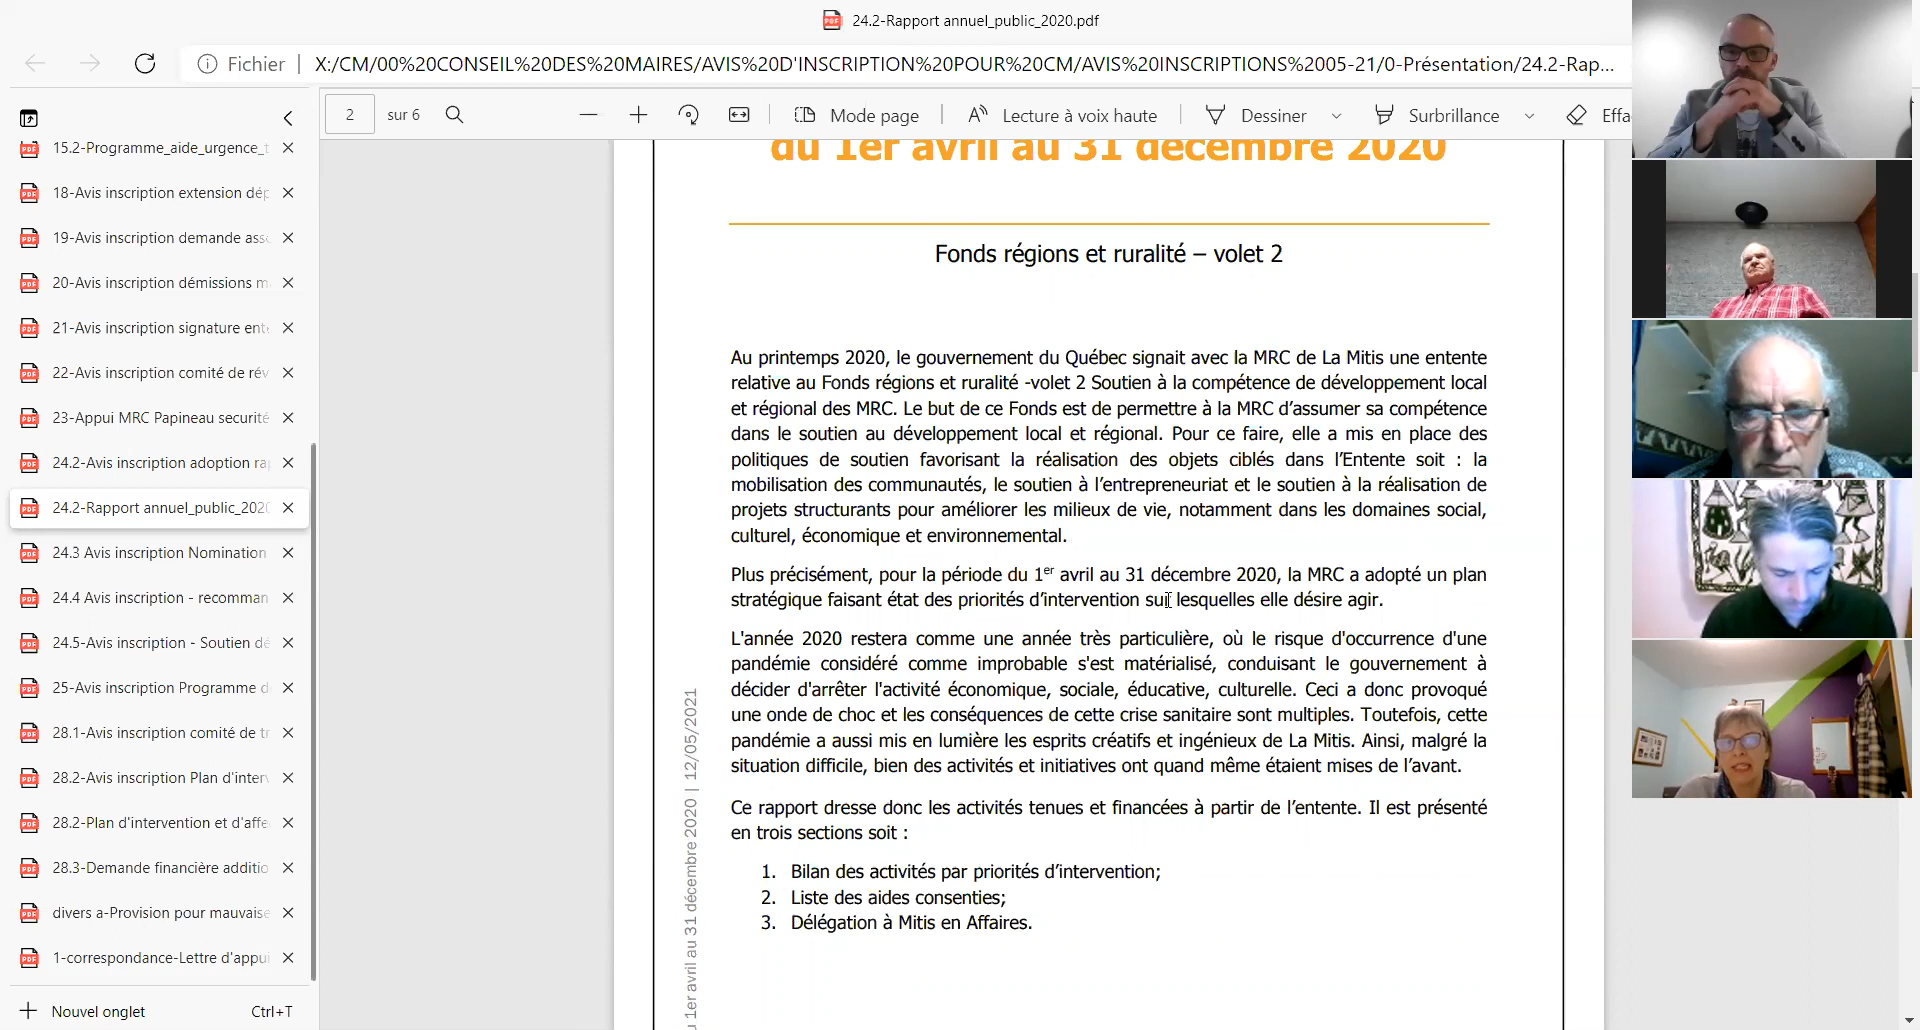 24.2-Rapport annuel_public_2020.pdf
Fichier
X:/CM/00%20CONSEIL%20DES%20MAIRES/AVIS%20D'INSCRIPTION%20POUR%20CM/AVIS%20INSCRIPTIONS%2005-21/0-Présentation/24.2-Rap...
2 sur 6
Mode page
Lecture à voix haute
Dessiner
Surbrillance
Effa
15.2-Programme_aide_urgence_t
18-Avis inscription extension dép
19-Avis inscription demande asso
20-Avis inscription démissions m
21-Avis inscription signature ente
22-Avis inscription comité de rév
23-Appui MRC Papineau securité
24.2-Avis inscription adoption rap
24.2-Rapport annuel_public_2020
24.3 Avis inscription Nomination
24.4 Avis inscription - recomman
24.5-Avis inscription - Soutien dé
25-Avis inscription Programme d
28.1-Avis inscription comité de tr
28.2-Avis inscription Plan d'interv
28.2-Plan d'intervention et d'affe
28.3-Demande financière additio
divers a-Provision pour mauvaise
1-correspondance-Lettre d'appui
Nouvel onglet Ctrl+T
du 1er avril au 31 décembre 2020
Fonds régions et ruralité – volet 2
Au printemps 2020, le gouvernement du Québec signait avec la MRC de La Mitis une entente
relative au Fonds régions et ruralité -volet 2 Soutien à la compétence de développement local
et régional des MRC. Le but de ce Fonds est de permettre à la MRC d'assumer sa compétence
dans le soutien au développement local et régional. Pour ce faire, elle a mis en place des
politiques de soutien favorisant la réalisation des objets ciblés dans l'Entente soit : la
mobilisation des communautés, le soutien à l'entrepreneuriat et le soutien à la réalisation de
projets structurants pour améliorer les milieux de vie, notamment dans les domaines social,
culturel, économique et environnemental.
Plus précisément, pour la période du 1er avril au 31 décembre 2020, la MRC a adopté un plan
stratégique faisant état des priorités d'intervention sur lesquelles elle désire agir.
L'année 2020 restera comme une année très particulière, où le risque d'occurrence d'une
pandémie considéré comme improbable s'est matérialisé, conduisant le gouvernement à
décider d'arrêter l'activité économique, sociale, éducative, culturelle. Ceci a donc provoqué
une onde de choc et les conséquences de cette crise sanitaire sont multiples. Toutefois, cette
pandémie a aussi mis en lumière les esprits créatifs et ingénieux de La Mitis. Ainsi, malgré la
situation difficile, bien des activités et initiatives ont quand même étaient mises de l'avant.
Ce rapport dresse donc les activités tenues et financées à partir de l'entente. Il est présenté
en trois sections soit :
1. Bilan des activités par priorités d'intervention;
2. Liste des aides consenties;
3. Délégation à Mitis en Affaires.
u 1er avril au 31 décembre 2020 | 12/05/2021